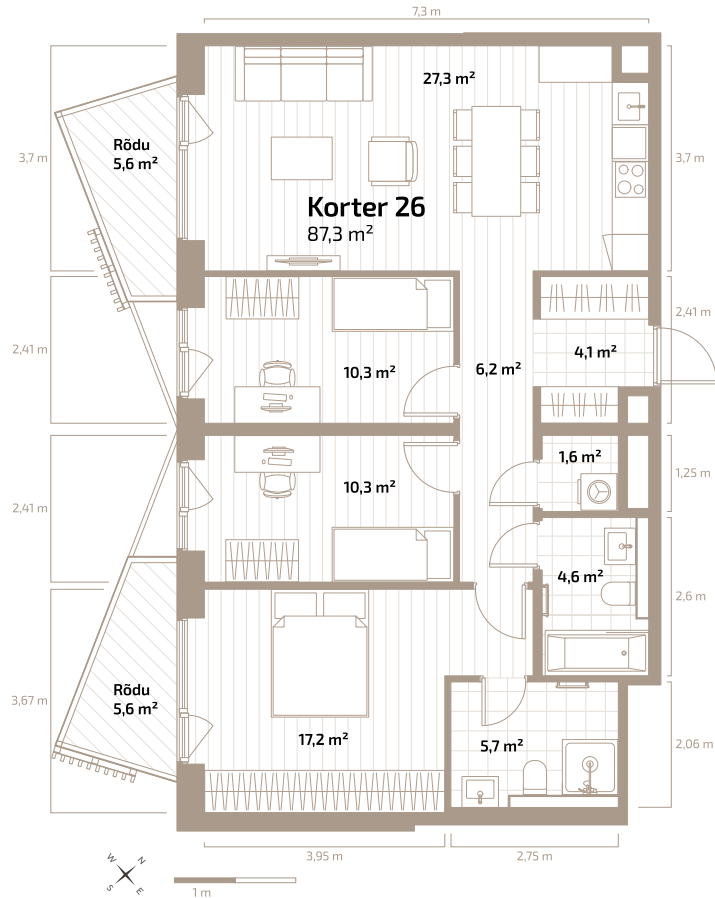 7,3 m
27,3 m²
Rõdu
5,6 m²
3,7 m
3,7 m
Korter 26
87,3 m²
2,41 m
2,41 m
10,3 m²
6,2 m²
4,1 m²
1,6 m²
1,25 m
10,3 m²
2,41 m
4,6 m²
2,6 m
Rõdu
5,6 m²
3,67 m
17,2 m²
5,7 m²
2,06 m
3,95 m
2,75 m
W
N
S
E
1 m